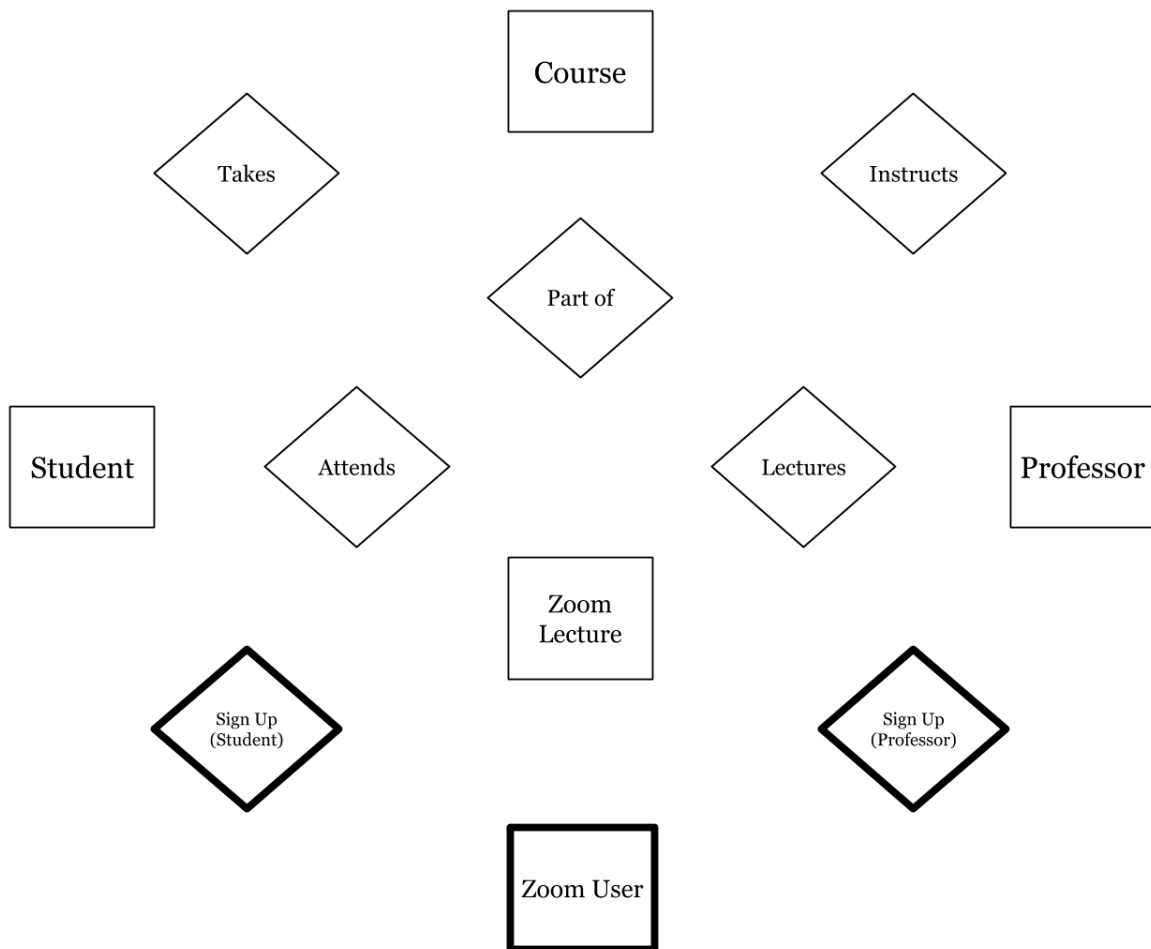 Course
Takes
Instructs
Part of
Student
Attends
Lectures
Professor
Zoom
Lecture
Sign Up
(Student)
Sign Up
(Professor)
Zoom User